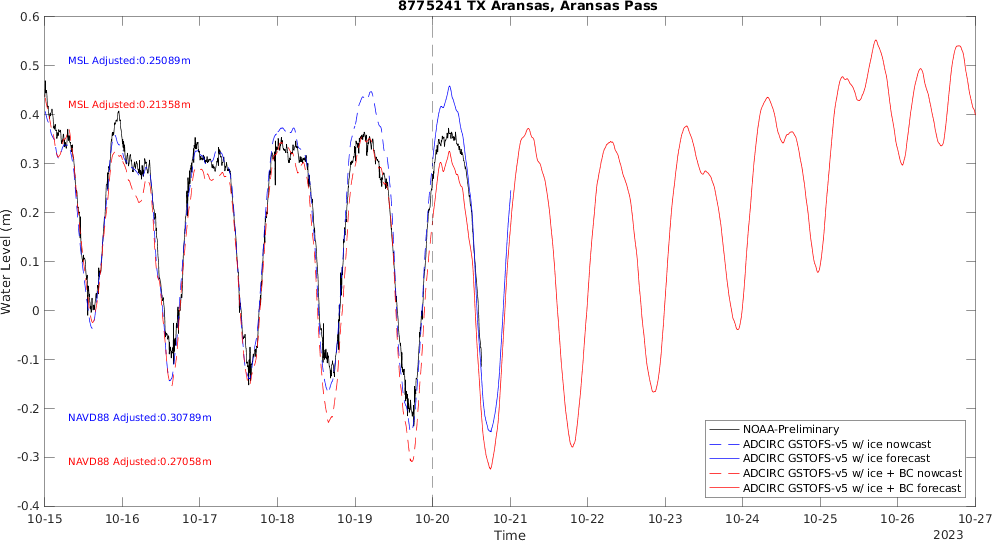 8775241 TX Aransas, Aransas Pass
0.6
0.5
0.4
0.3
0.2
0.1
0
-0.1
-0.2
-0.3
-0.4
Water Level (m)
MSL Adjusted:0.25089m
MSL Adjusted:0.21358m
NAVD88 Adjusted:0.30789m
NAVD88 Adjusted:0.27058m
NOAA-Preliminary
ADCIRC GSTOFS-v5 w/ ice nowcast
ADCIRC GSTOFS-v5 w/ ice forecast
ADCIRC GSTOFS-v5 w/ ice + BC nowcast
ADCIRC GSTOFS-v5 w/ ice + BC forecast
10-15 10-16 10-17 10-18 10-19 10-20 10-21 10-22 10-23 10-24 10-25 10-26 10-27
Time
2023